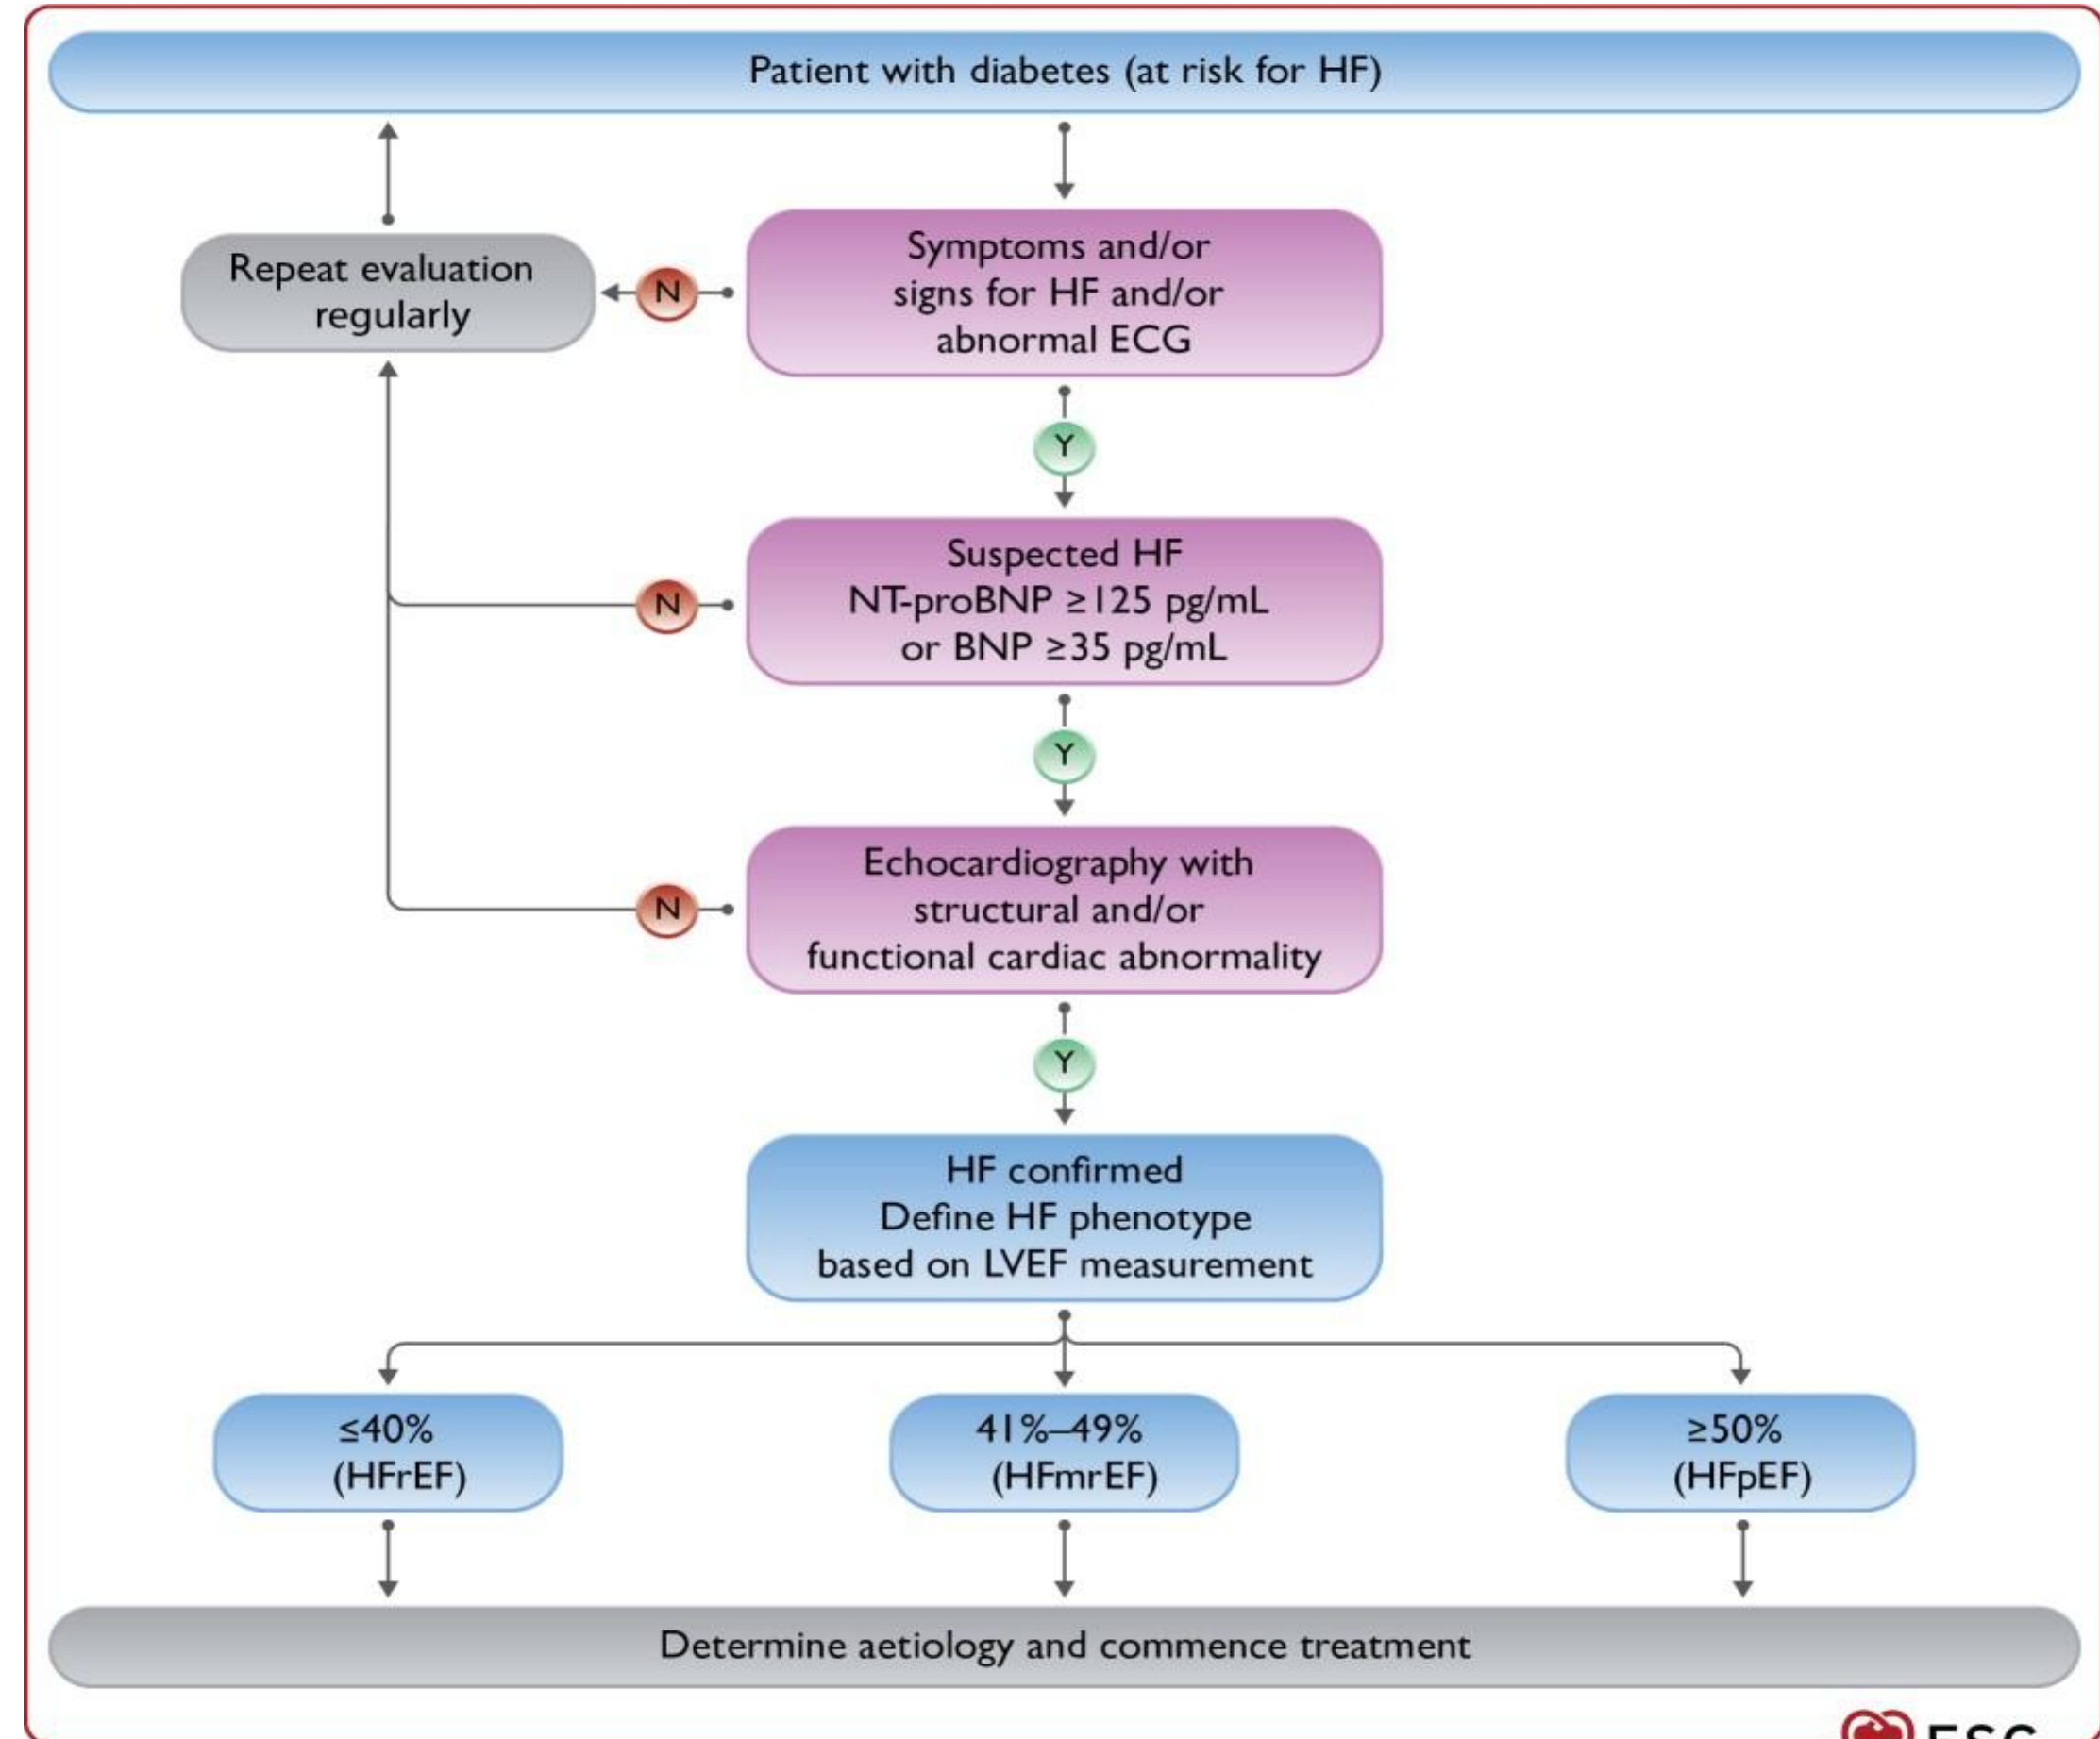 Patient with diabetes (at risk for HF)
Symptoms and/or
signs for HF and/or
abnormal ECG
N
Repeat evaluation
regularly
Y
Suspected HF
NT-proBNP ≥125 pg/mL
or BNP ≥35 pg/mL
N
Y
Echocardiography with
structural and/or
functional cardiac abnormality
N
Y
HF confirmed
Define HF phenotype
based on LVEF measurement
≤40%
(HFrEF)
41%–49%
(HFmrEF)
≥50%
(HFpEF)
Determine aetiology and commence treatment
ESC